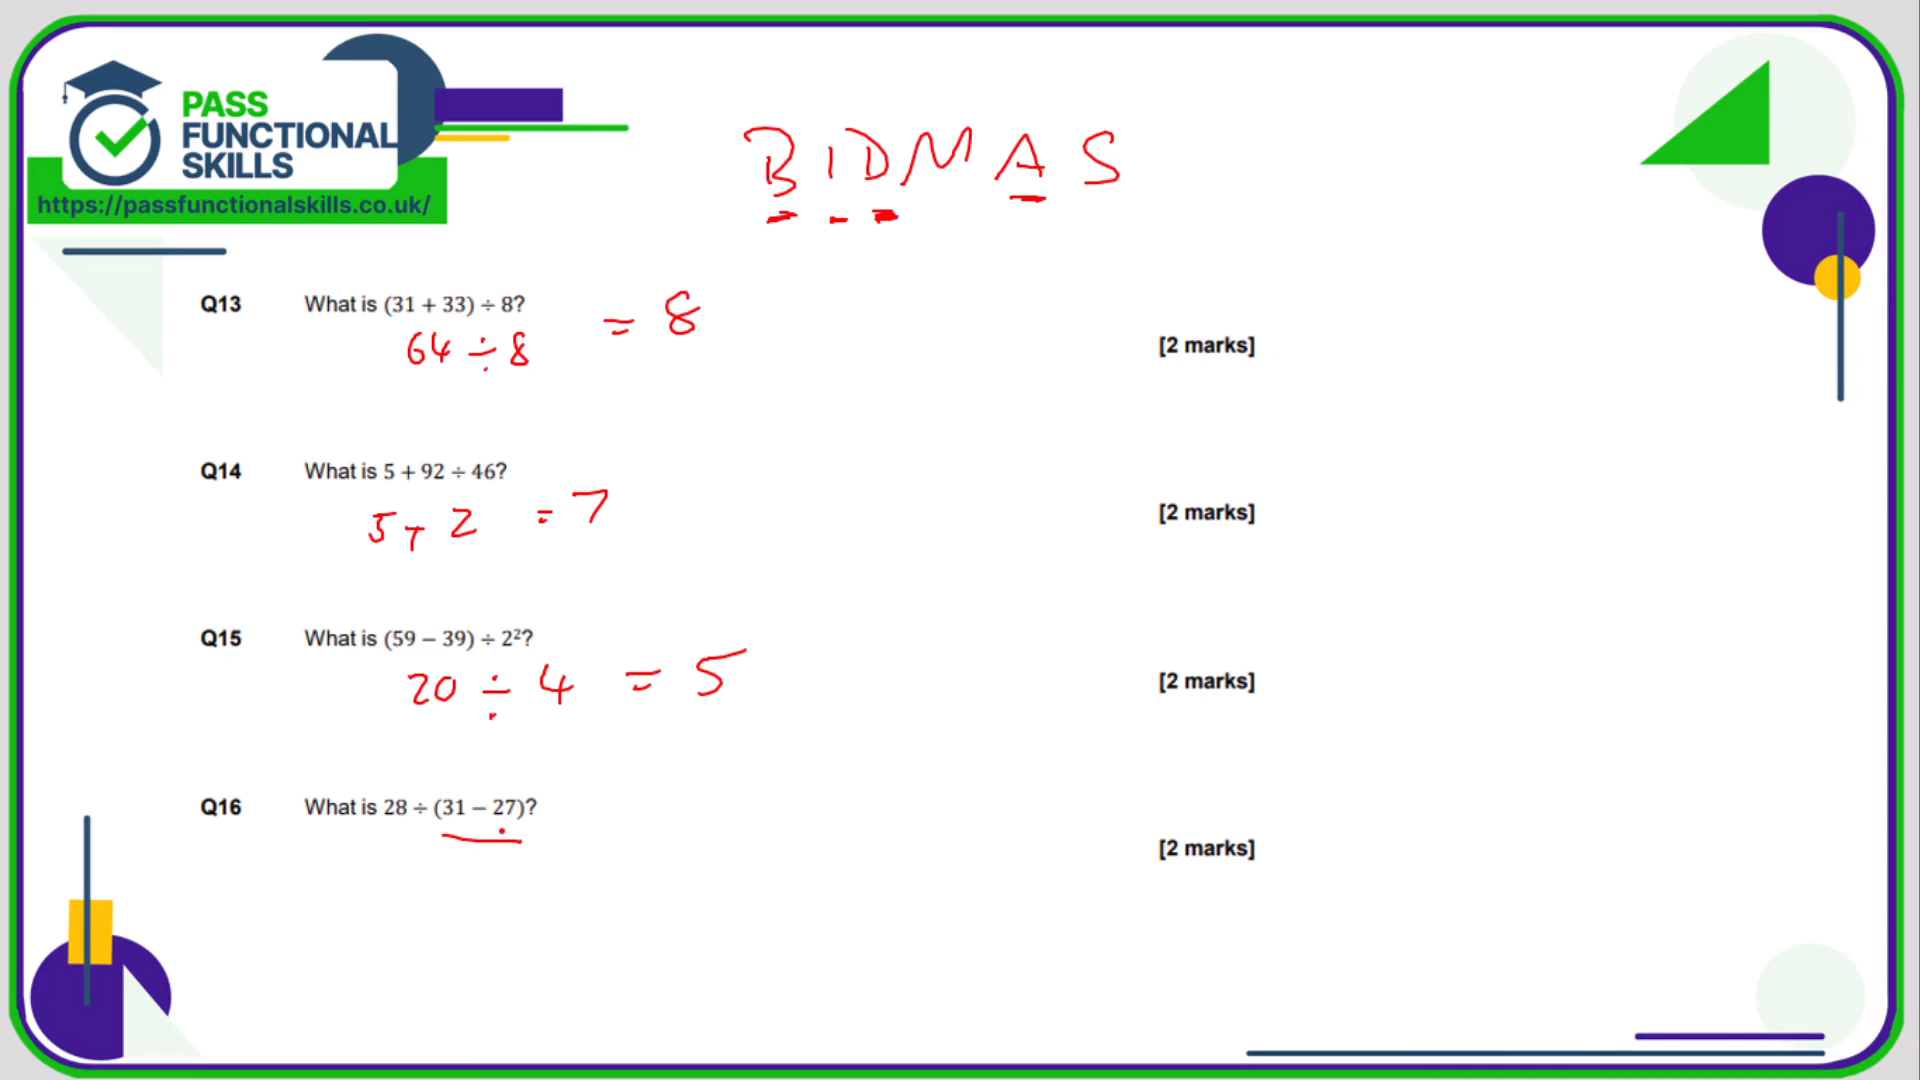 PASS
FUNCTIONAL
SKILLS
https://passfunctionalskills.co.uk/
BIDMAS
Q13 What is (31 + 33) ÷ 8?
64 ÷ 8 = 8
[2 marks]
Q14 What is 5 + 92 ÷ 46?
5 + 2 = 7
[2 marks]
Q15 What is (59 − 39) ÷ 2²?
20 ÷ 4 = 5
[2 marks]
Q16 What is 28 ÷ (31 − 27)?
[2 marks]